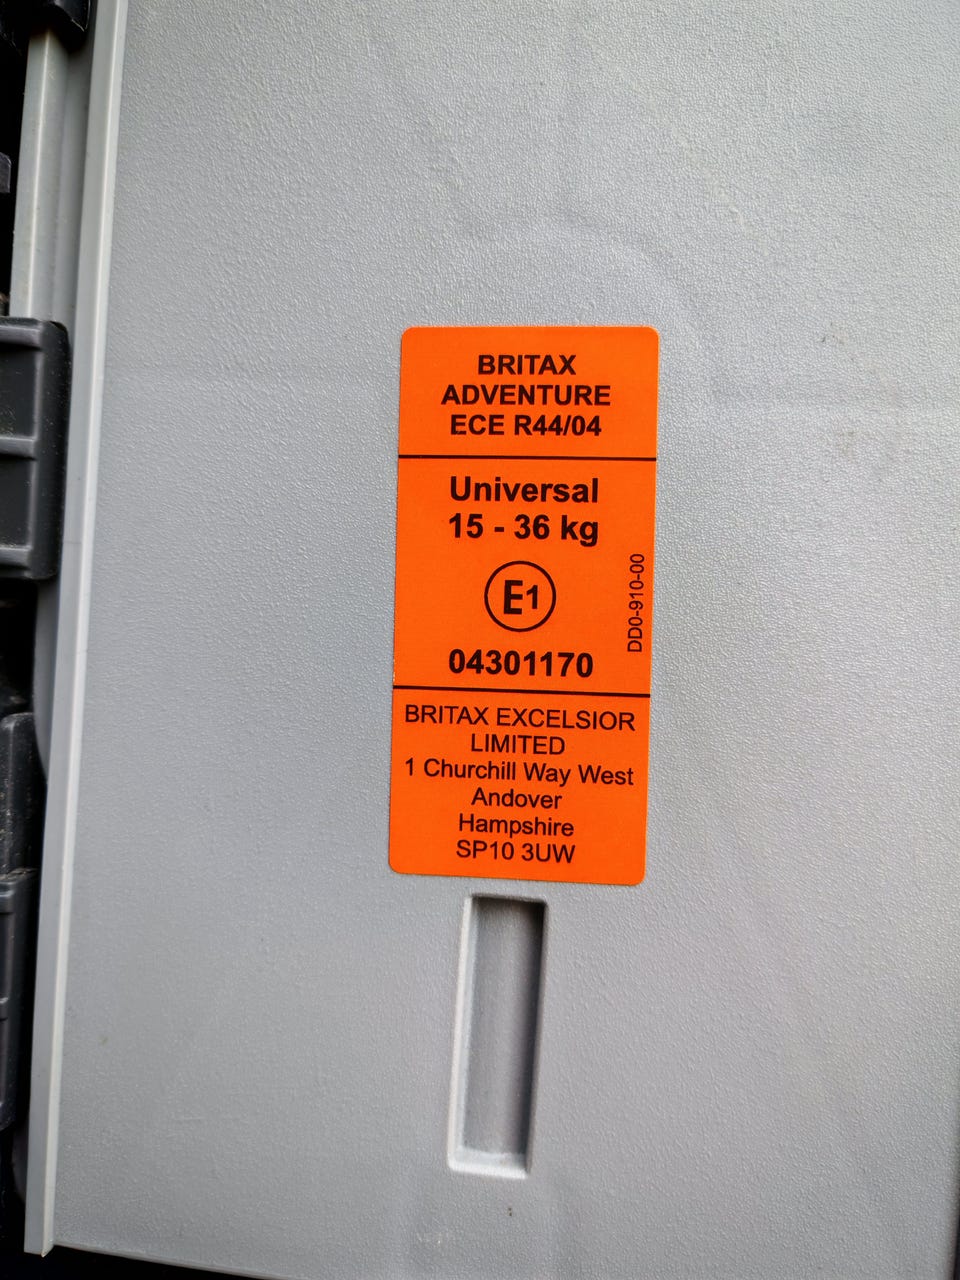 BRITAX
ADVENTURE
ECE R44/04
Universal
15 - 36 kg
E1
04301170
DD0-910-00
BRITAX EXCELSIOR
LIMITED
1 Churchill Way West
Andover
Hampshire
SP10 3UW